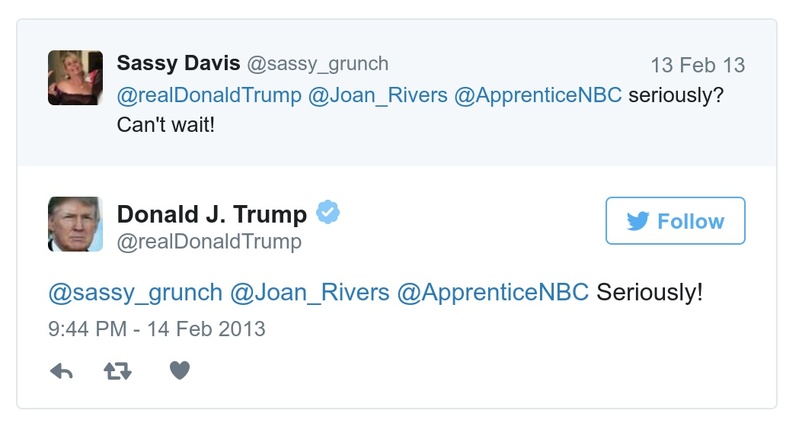 Sassy Davis @sassy_grunch 13 Feb 13
@realDonaldTrump @Joan_Rivers @ApprenticeNBC seriously?
Can't wait!
Donald J. Trump
@realDonaldTrump
Follow
@sassy_grunch @Joan_Rivers @ApprenticeNBC Seriously!
9:44 PM - 14 Feb 2013